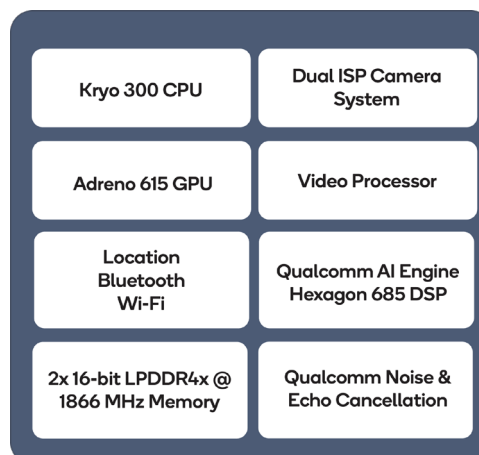 Kryo 300 CPU
Dual ISP Camera
System
Adreno 615 GPU
Video Processor
Location
Bluetooth
Wi-Fi
Qualcomm AI Engine
Hexagon 685 DSP
2x 16-bit LPDDR4x @
1866 MHz Memory
Qualcomm Noise &
Echo Cancellation